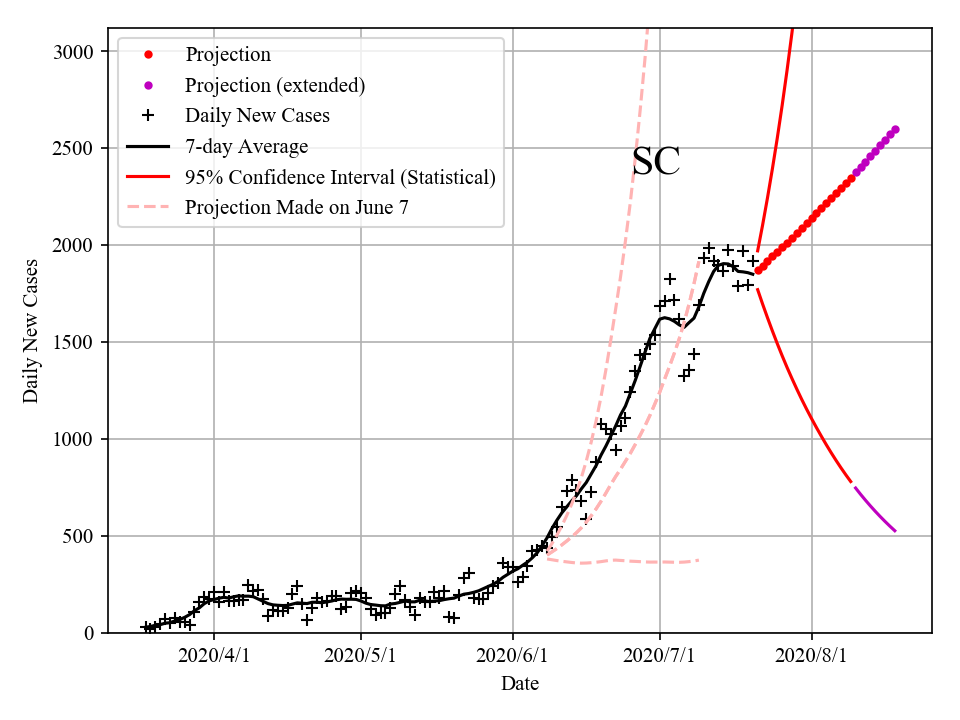 3000
2500
2000
1500
1000
500
0
Daily New Cases
Projection
Projection (extended)
Daily New Cases
7-day Average
95% Confidence Interval (Statistical)
Projection Made on June 7
SC
2020/4/1
2020/5/1
2020/6/1
2020/7/1
2020/8/1
Date